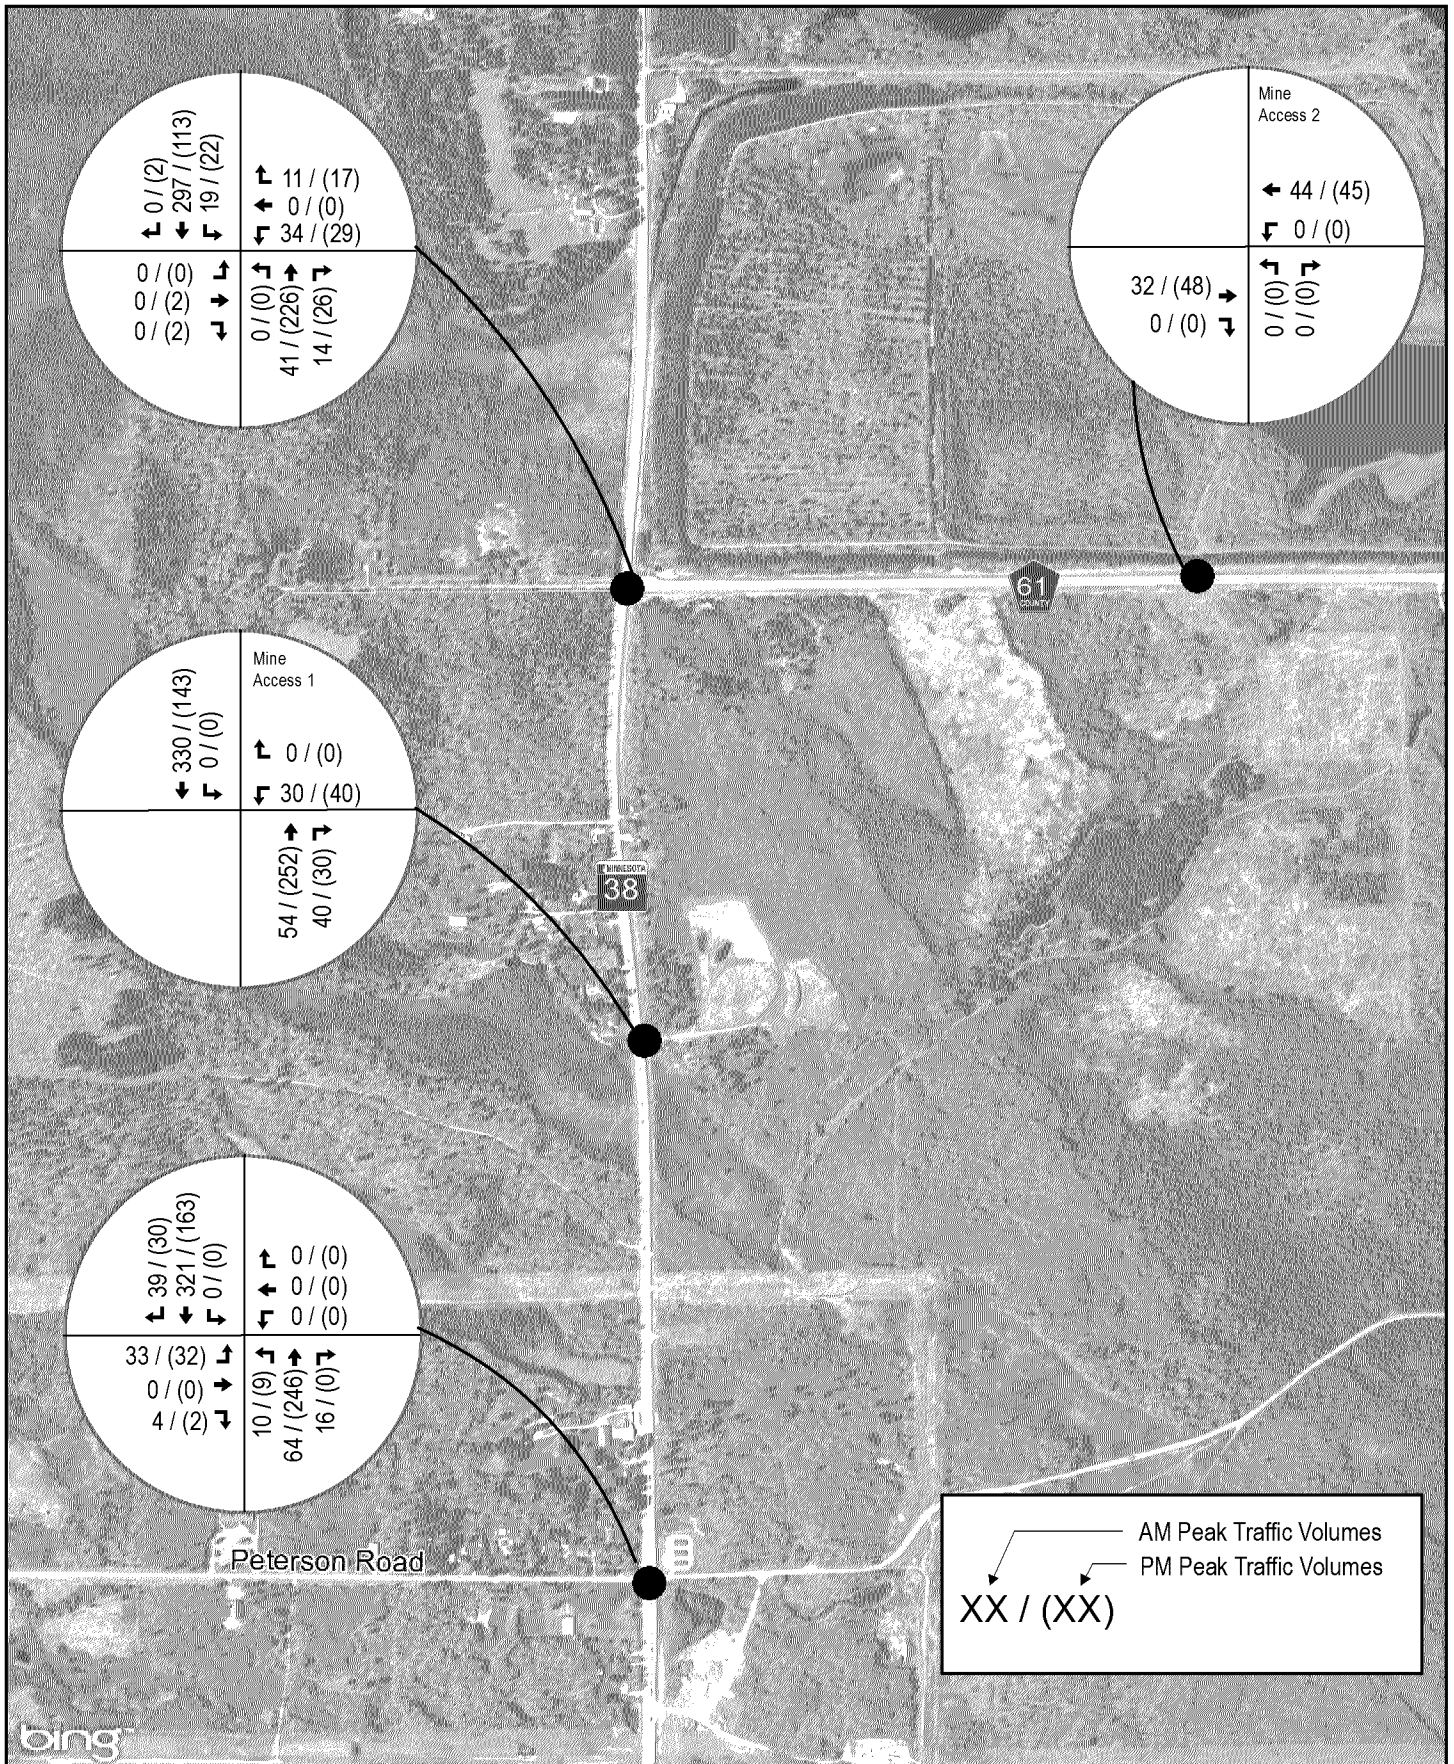 0 / (2)
297 / (113)
19 / (22)
11 / (17)
0 / (0)
34 / (29)
0 / (0)
0 / (2)
0 / (2)
0 / (0)
41 / (226)
14 / (26)
Mine
Access 2
44 / (45)
0 / (0)
32 / (48)
0 / (0)
0 / (0)
0 / (0)
61
COUNTY
Mine
Access 1
330 / (143)
0 / (0)
0 / (0)
30 / (40)
54 / (252)
40 / (30)
MINNESOTA
38
39 / (30)
321 / (163)
0 / (0)
0 / (0)
0 / (0)
0 / (0)
33 / (32)
0 / (0)
4 / (2)
10 / (9)
64 / (246)
16 / (0)
Peterson Road
AM Peak Traffic Volumes
PM Peak Traffic Volumes
XX / (XX)
bing™